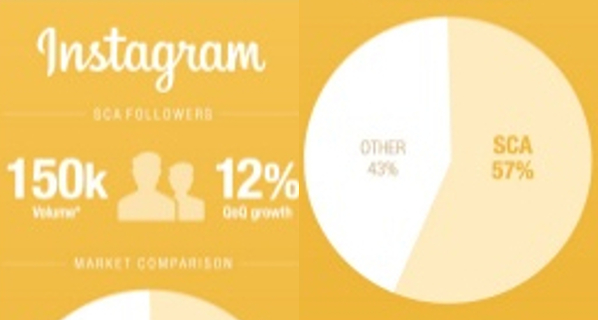 Instagram
SCA FOLLOWERS
150k
Volume*
12%
QoQ growth
MARKET COMPARISON
OTHER
43%
SCA
57%